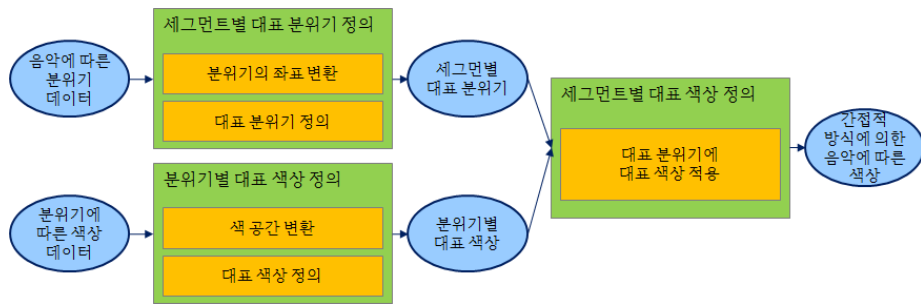 세그먼트별 대표 분위기 정의
음악에 따른
분위기
데이터
분위기의 좌표 변환
대표 분위기 정의
세그먼별
대표 분위기
분위기별 대표 색상 정의
분위기에
따른 색상
데이터
색 공간 변환
대표 색상 정의
분위기별
대표 색상
세그먼트별 대표 색상 정의
대표 분위기에
대표 색상 적용
간접적
방식에 의한
음악에 따른
색상